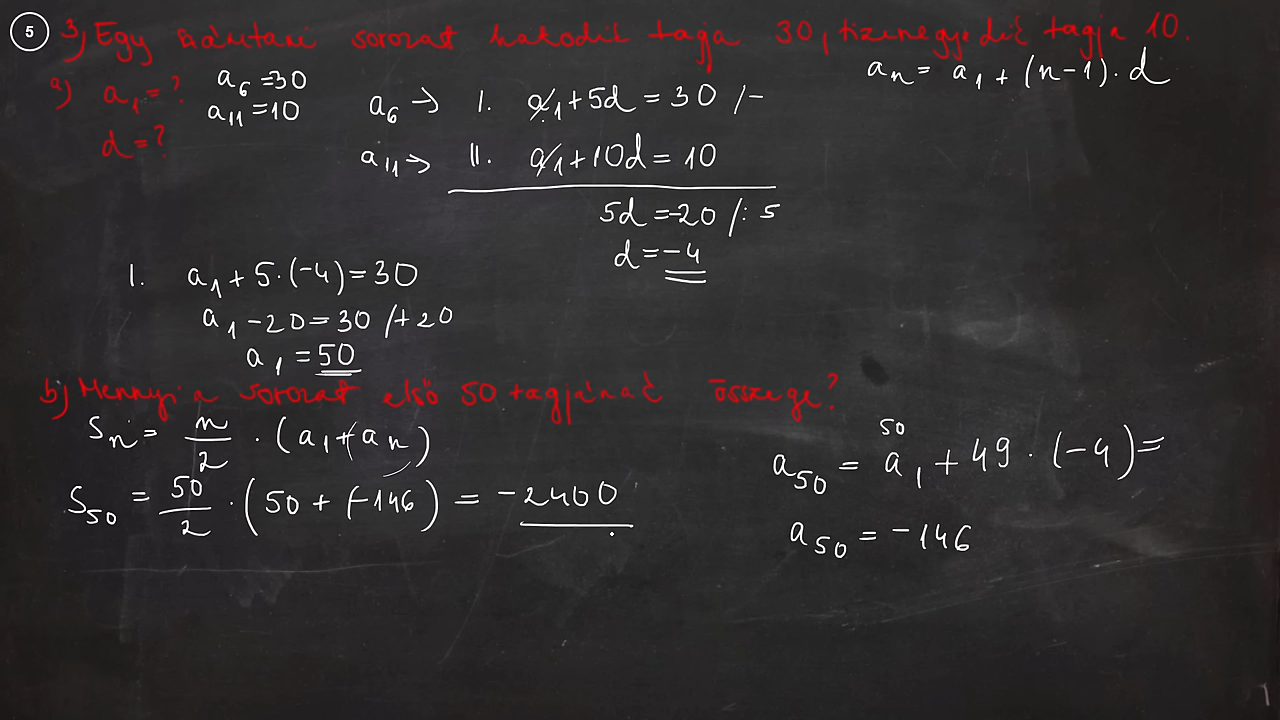 5
3) Egy számtani sorozat hatodik tagja 30, tizenegyedik tagja 10.
a) a₁=? a₆=30
a₁₁=10
d=?
aₙ = a₁ + (n-1)·d
a₆ → I. a₁+5d=30 /-
a₁₁ → II. a₁+10d=10
5d=-20 /:5
d=-4
I. a₁+5·(-4)=30
a₁-20=30 /+20
a₁=50
b) Mennyi a sorozat első 50 tagjának összege?
Sₙ = n/2 · (a₁+aₙ)
S₅₀ = 50/2 · (50+(-146) = -2400
50
a₅₀ = a₁ + 49·(-4)=
a₅₀ = -146
1